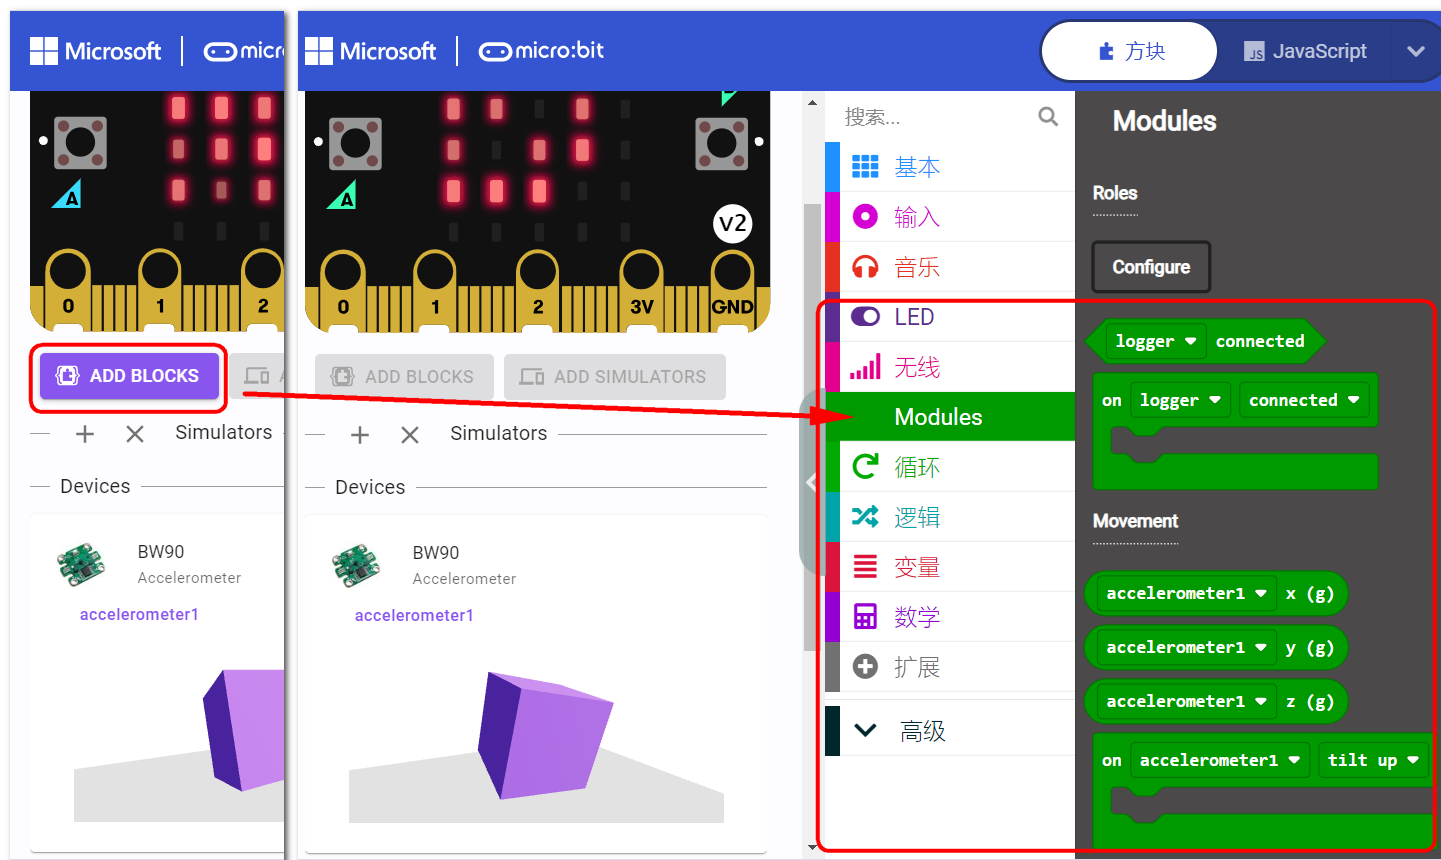 Microsoft
micro
Microsoft
micro:bit
方块
JavaScript
A
0 1 2
ADD BLOCKS
A
Simulators
Devices
BW90
Accelerometer
accelerometer1
A
V2
0 1 2 3V GND
ADD BLOCKS
ADD SIMULATORS
Simulators
Devices
BW90
Accelerometer
accelerometer1
搜索...
基本
输入
音乐
LED
无线
Modules
循环
逻辑
变量
数学
扩展
高级
Modules
Roles
Configure
logger connected
on logger connected
Movement
accelerometer1 x (g)
accelerometer1 y (g)
accelerometer1 z (g)
on accelerometer1 tilt up